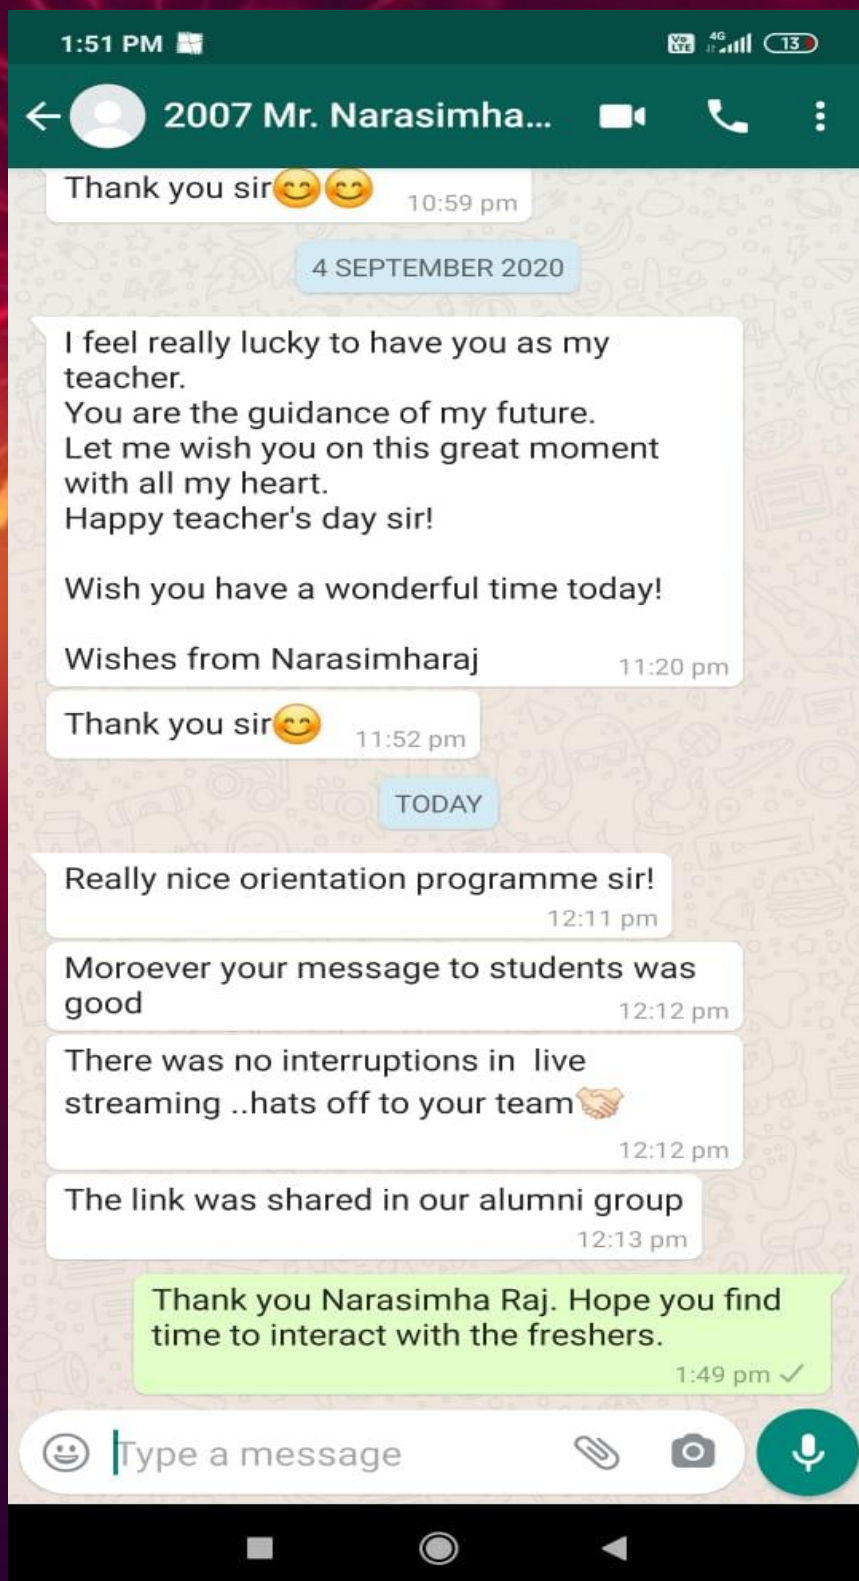 1:51 PM
Vo LTE 4G 13
2007 Mr. Narasimha...
Thank you sir😊😊
10:59 pm
4 SEPTEMBER 2020
I feel really lucky to have you as my
teacher.
You are the guidance of my future.
Let me wish you on this great moment
with all my heart.
Happy teacher's day sir!
Wish you have a wonderful time today!
Wishes from Narasimharaj
11:20 pm
Thank you sir😊
11:52 pm
TODAY
Really nice orientation programme sir!
12:11 pm
Moroever your message to students was
good
12:12 pm
There was no interruptions in  live
streaming ..hats off to your team🤝🏻
12:12 pm
The link was shared in our alumni group
12:13 pm
Thank you Narasimha Raj. Hope you find
time to interact with the freshers.
1:49 pm
Type a message